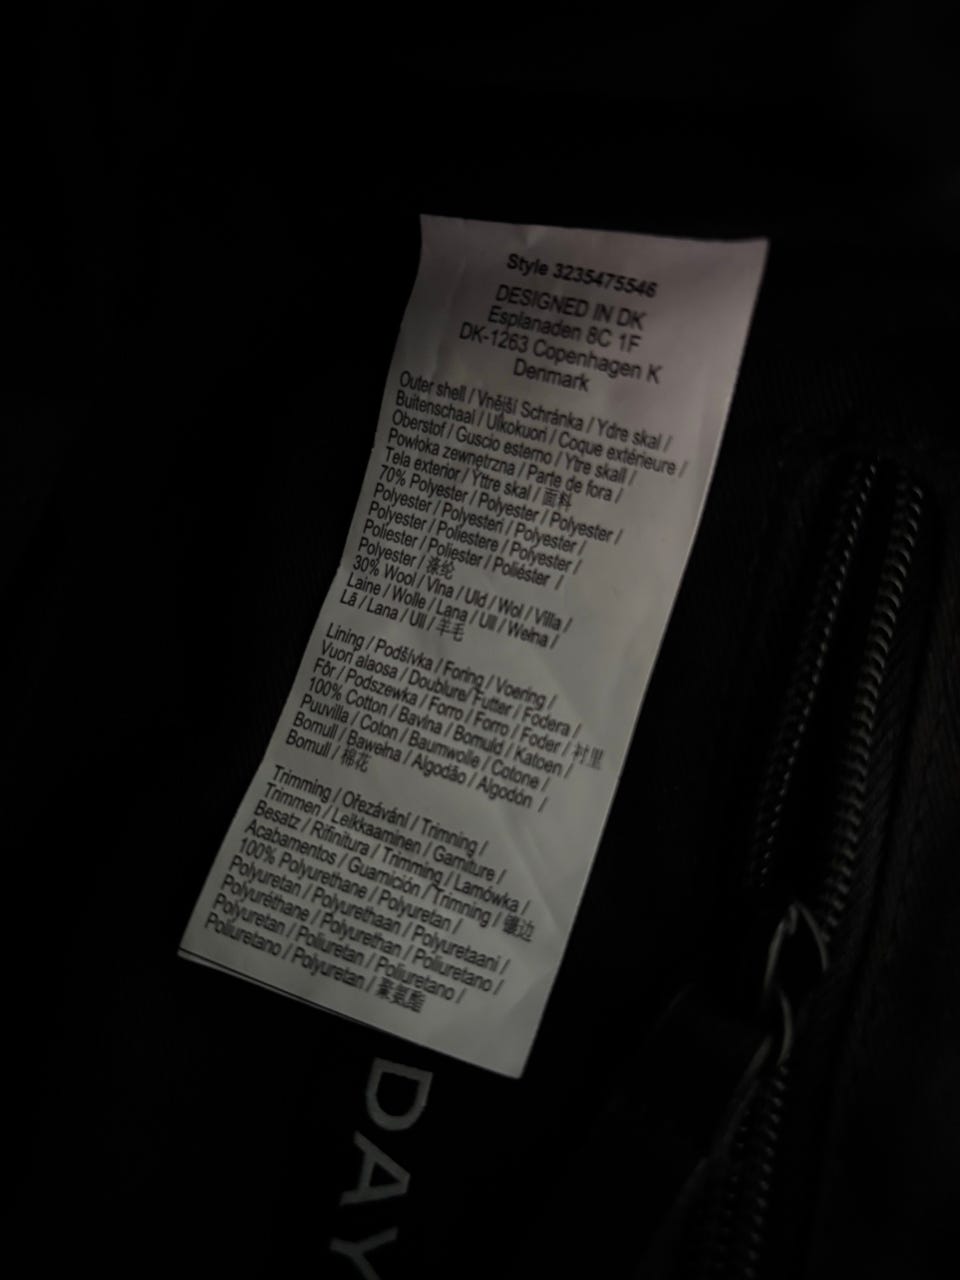 Style 3235475546
DESIGNED IN DK
Esplanaden 8C 1F
DK-1263 Copenhagen K
Denmark
Outer shell / Vnější Schránka / Ydre skal /
Buitenschaal / Ulkokuori / Coque extérieure /
Oberstof / Guscio esterno / Ytre skall /
Powłoka zewnętrzna / Parte de fora /
Tela exterior / Yttre skal / 面料
70% Polyester / Polyester / Polyester /
Polyester / Polyesteri / Polyester /
Polyester / Poliestere / Polyester /
Poliester / Poliester / Poliéster /
Polyester / 涤纶
30% Wool / Vlna / Uld / Wol / Villa /
Laine / Wolle / Lana / Ull / Wełna /
Lã / Lana / Ull / 羊毛
Lining / Podšívka / Foring / Voering /
Vuori alaosa / Doublure/ Futter / Fodera /
Fôr / Podszewka / Forro / Forro / Foder / 衬里
100% Cotton / Bavlna / Bomuld / Katoen /
Puuvilla / Coton / Baumwolle / Cotone /
Bomull / Bawełna / Algodão / Algodón /
Bomull / 棉花
Trimming / Ořezávání / Trimning /
Trimmen / Leikkaaminen / Garniture /
Besatz / Rifinitura / Trimming / Lamówka /
Acabamentos / Guarnición / Trimning / 镶边
100% Polyurethane / Polyuretan /
Polyuretan / Polyurethaan / Polyuretaani /
Polyuréthane / Polyurethan / Poliuretano /
Polyuretan / Poliuretan / Poliuretano /
Poliuretano / Polyuretan / 聚氨酯
DAY